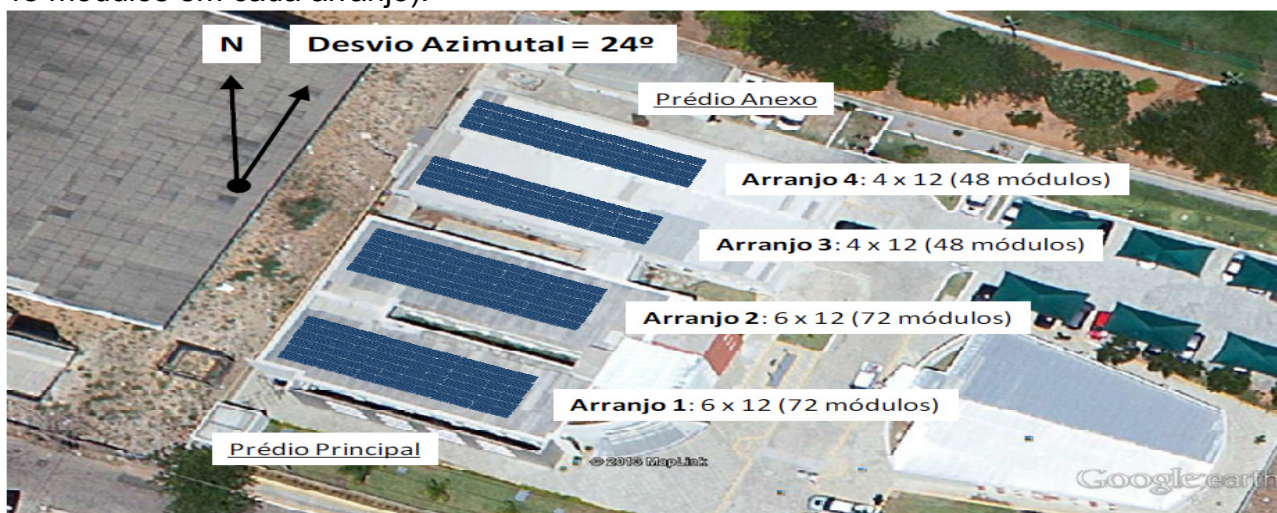 N Desvio Azimutal = 24º
Prédio Anexo
Arranjo 4: 4 x 12 (48 módulos)
Arranjo 3: 4 x 12 (48 módulos)
Arranjo 2: 6 x 12 (72 módulos)
Arranjo 1: 6 x 12 (72 módulos)
Prédio Principal
© 2013 MapLink
Google earth